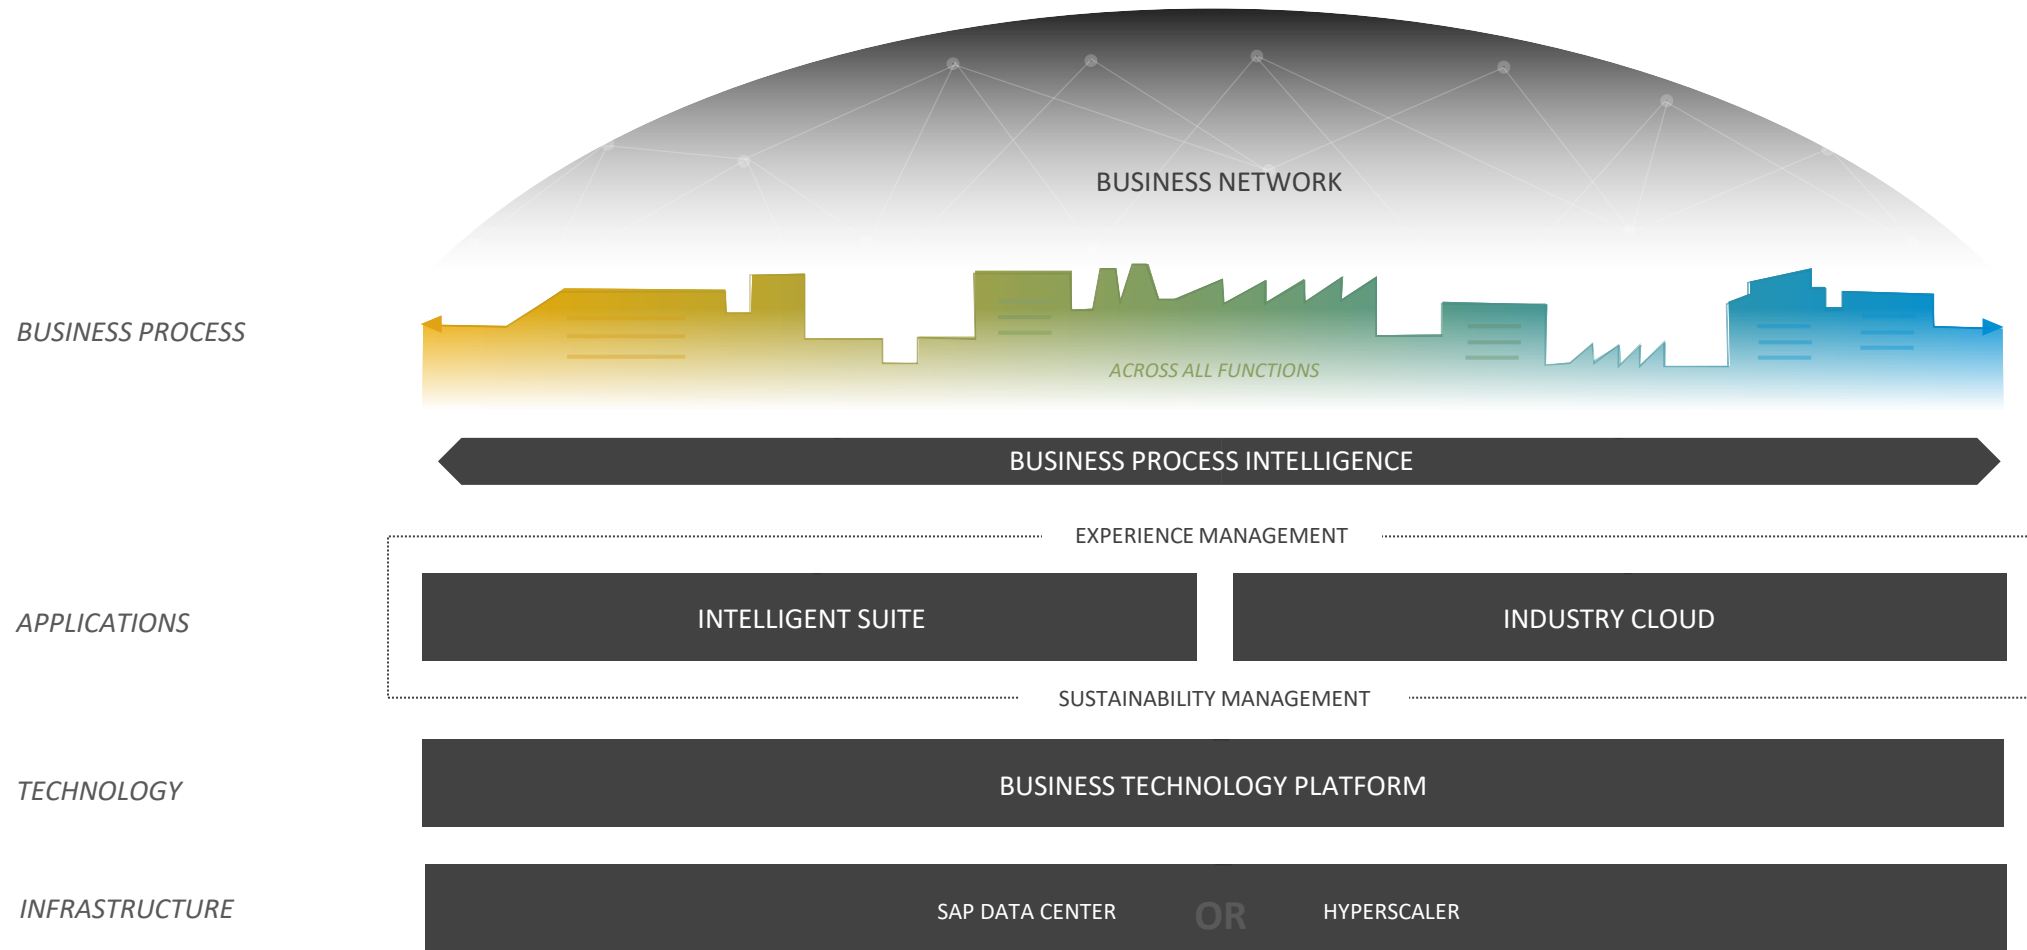 BUSINESS NETWORK
BUSINESS PROCESS
ACROSS ALL FUNCTIONS
BUSINESS PROCESS INTELLIGENCE
EXPERIENCE MANAGEMENT
APPLICATIONS
INTELLIGENT SUITE
INDUSTRY CLOUD
SUSTAINABILITY MANAGEMENT
TECHNOLOGY
BUSINESS TECHNOLOGY PLATFORM
INFRASTRUCTURE
SAP DATA CENTER OR HYPERSCALER